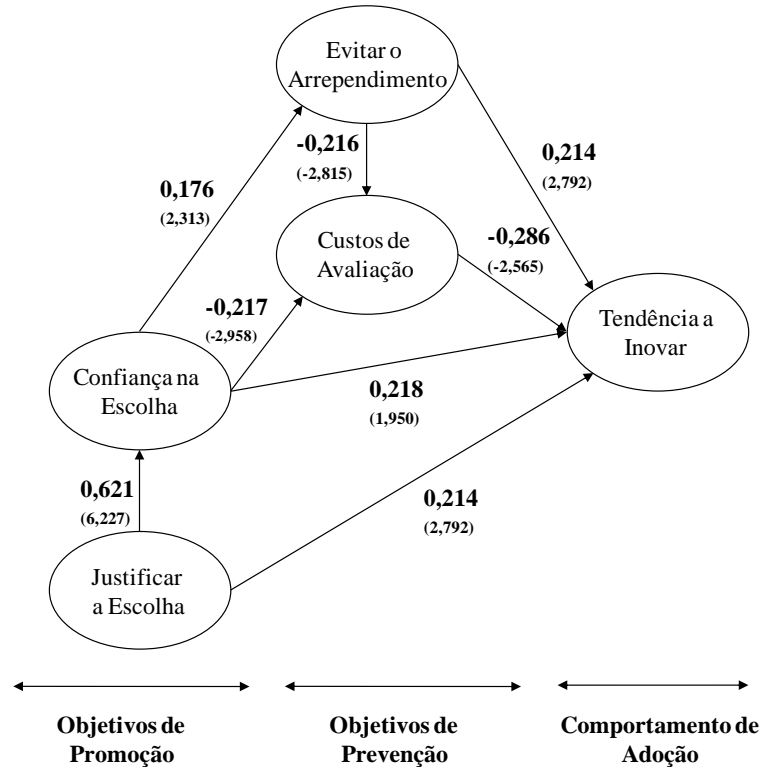 Evitar o
Arrependimento
-0,216
(-2,815)
0,214
(2,792)
0,176
(2,313)
Custos de
Avaliação
-0,286
(-2,565)
-0,217
(-2,958)
Tendência a
Inovar
Confiança na
Escolha
0,218
(1,950)
0,621
(6,227)
0,214
(2,792)
Justificar
a Escolha
Objetivos de
Promoção
Objetivos de
Prevenção
Comportamento de
Adoção